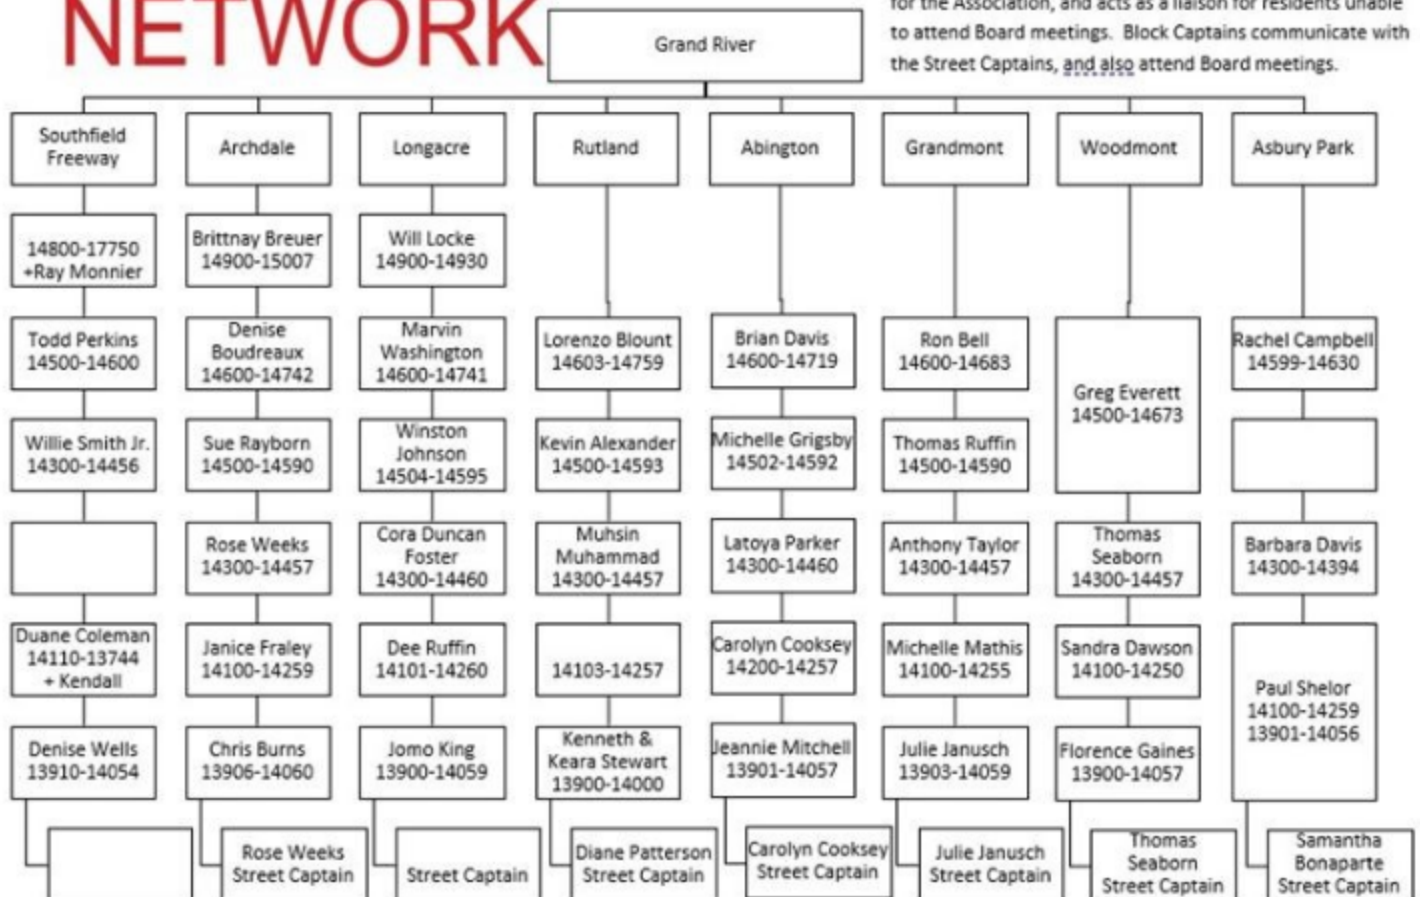 NETWORK
for the Association, and acts as a liaison for residents unable
to attend Board meetings. Block Captains communicate with
the Street Captains, and also attend Board meetings.
Grand River
Southfield
Freeway
Archdale
Longacre
Rutland
Abington
Grandmont
Woodmont
Asbury Park
14800-17750
+Ray Monnier
Brittnay Breuer
14900-15007
Will Locke
14900-14930
Todd Perkins
14500-14600
Denise
Boudreaux
14600-14742
Marvin
Washington
14600-14741
Lorenzo Blount
14603-14759
Brian Davis
14600-14719
Ron Bell
14600-14683
Greg Everett
14500-14673
Rachel Campbell
14599-14630
Willie Smith Jr.
14300-14456
Sue Rayborn
14500-14590
Winston
Johnson
14504-14595
Kevin Alexander
14500-14593
Michelle Grigsby
14502-14592
Thomas Ruffin
14500-14590
Rose Weeks
14300-14457
Cora Duncan
Foster
14300-14460
Muhsin
Muhammad
14300-14457
Latoya Parker
14300-14460
Anthony Taylor
14300-14457
Thomas
Seaborn
14300-14457
Barbara Davis
14300-14394
Duane Coleman
14110-13744
+ Kendall
Janice Fraley
14100-14259
Dee Ruffin
14101-14260
14103-14257
Carolyn Cooksey
14200-14257
Michelle Mathis
14100-14255
Sandra Dawson
14100-14250
Paul Shelor
14100-14259
13901-14056
Denise Wells
13910-14054
Chris Burns
13906-14060
Jomo King
13900-14059
Kenneth &
Keara Stewart
13900-14000
Jeannie Mitchell
13901-14057
Julie Janusch
13903-14059
Florence Gaines
13900-14057
Rose Weeks
Street Captain
Street Captain
Diane Patterson
Street Captain
Carolyn Cooksey
Street Captain
Julie Janusch
Street Captain
Thomas
Seaborn
Street Captain
Samantha
Bonaparte
Street Captain